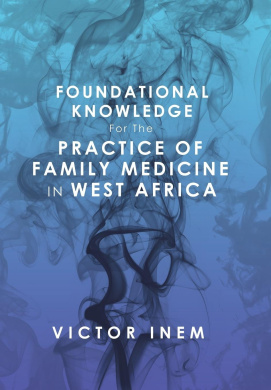 FOUNDATIONAL
KNOWLEDGE
For The
PRACTICE OF
FAMILY MEDICINE
IN WEST AFRICA
VICTOR INEM